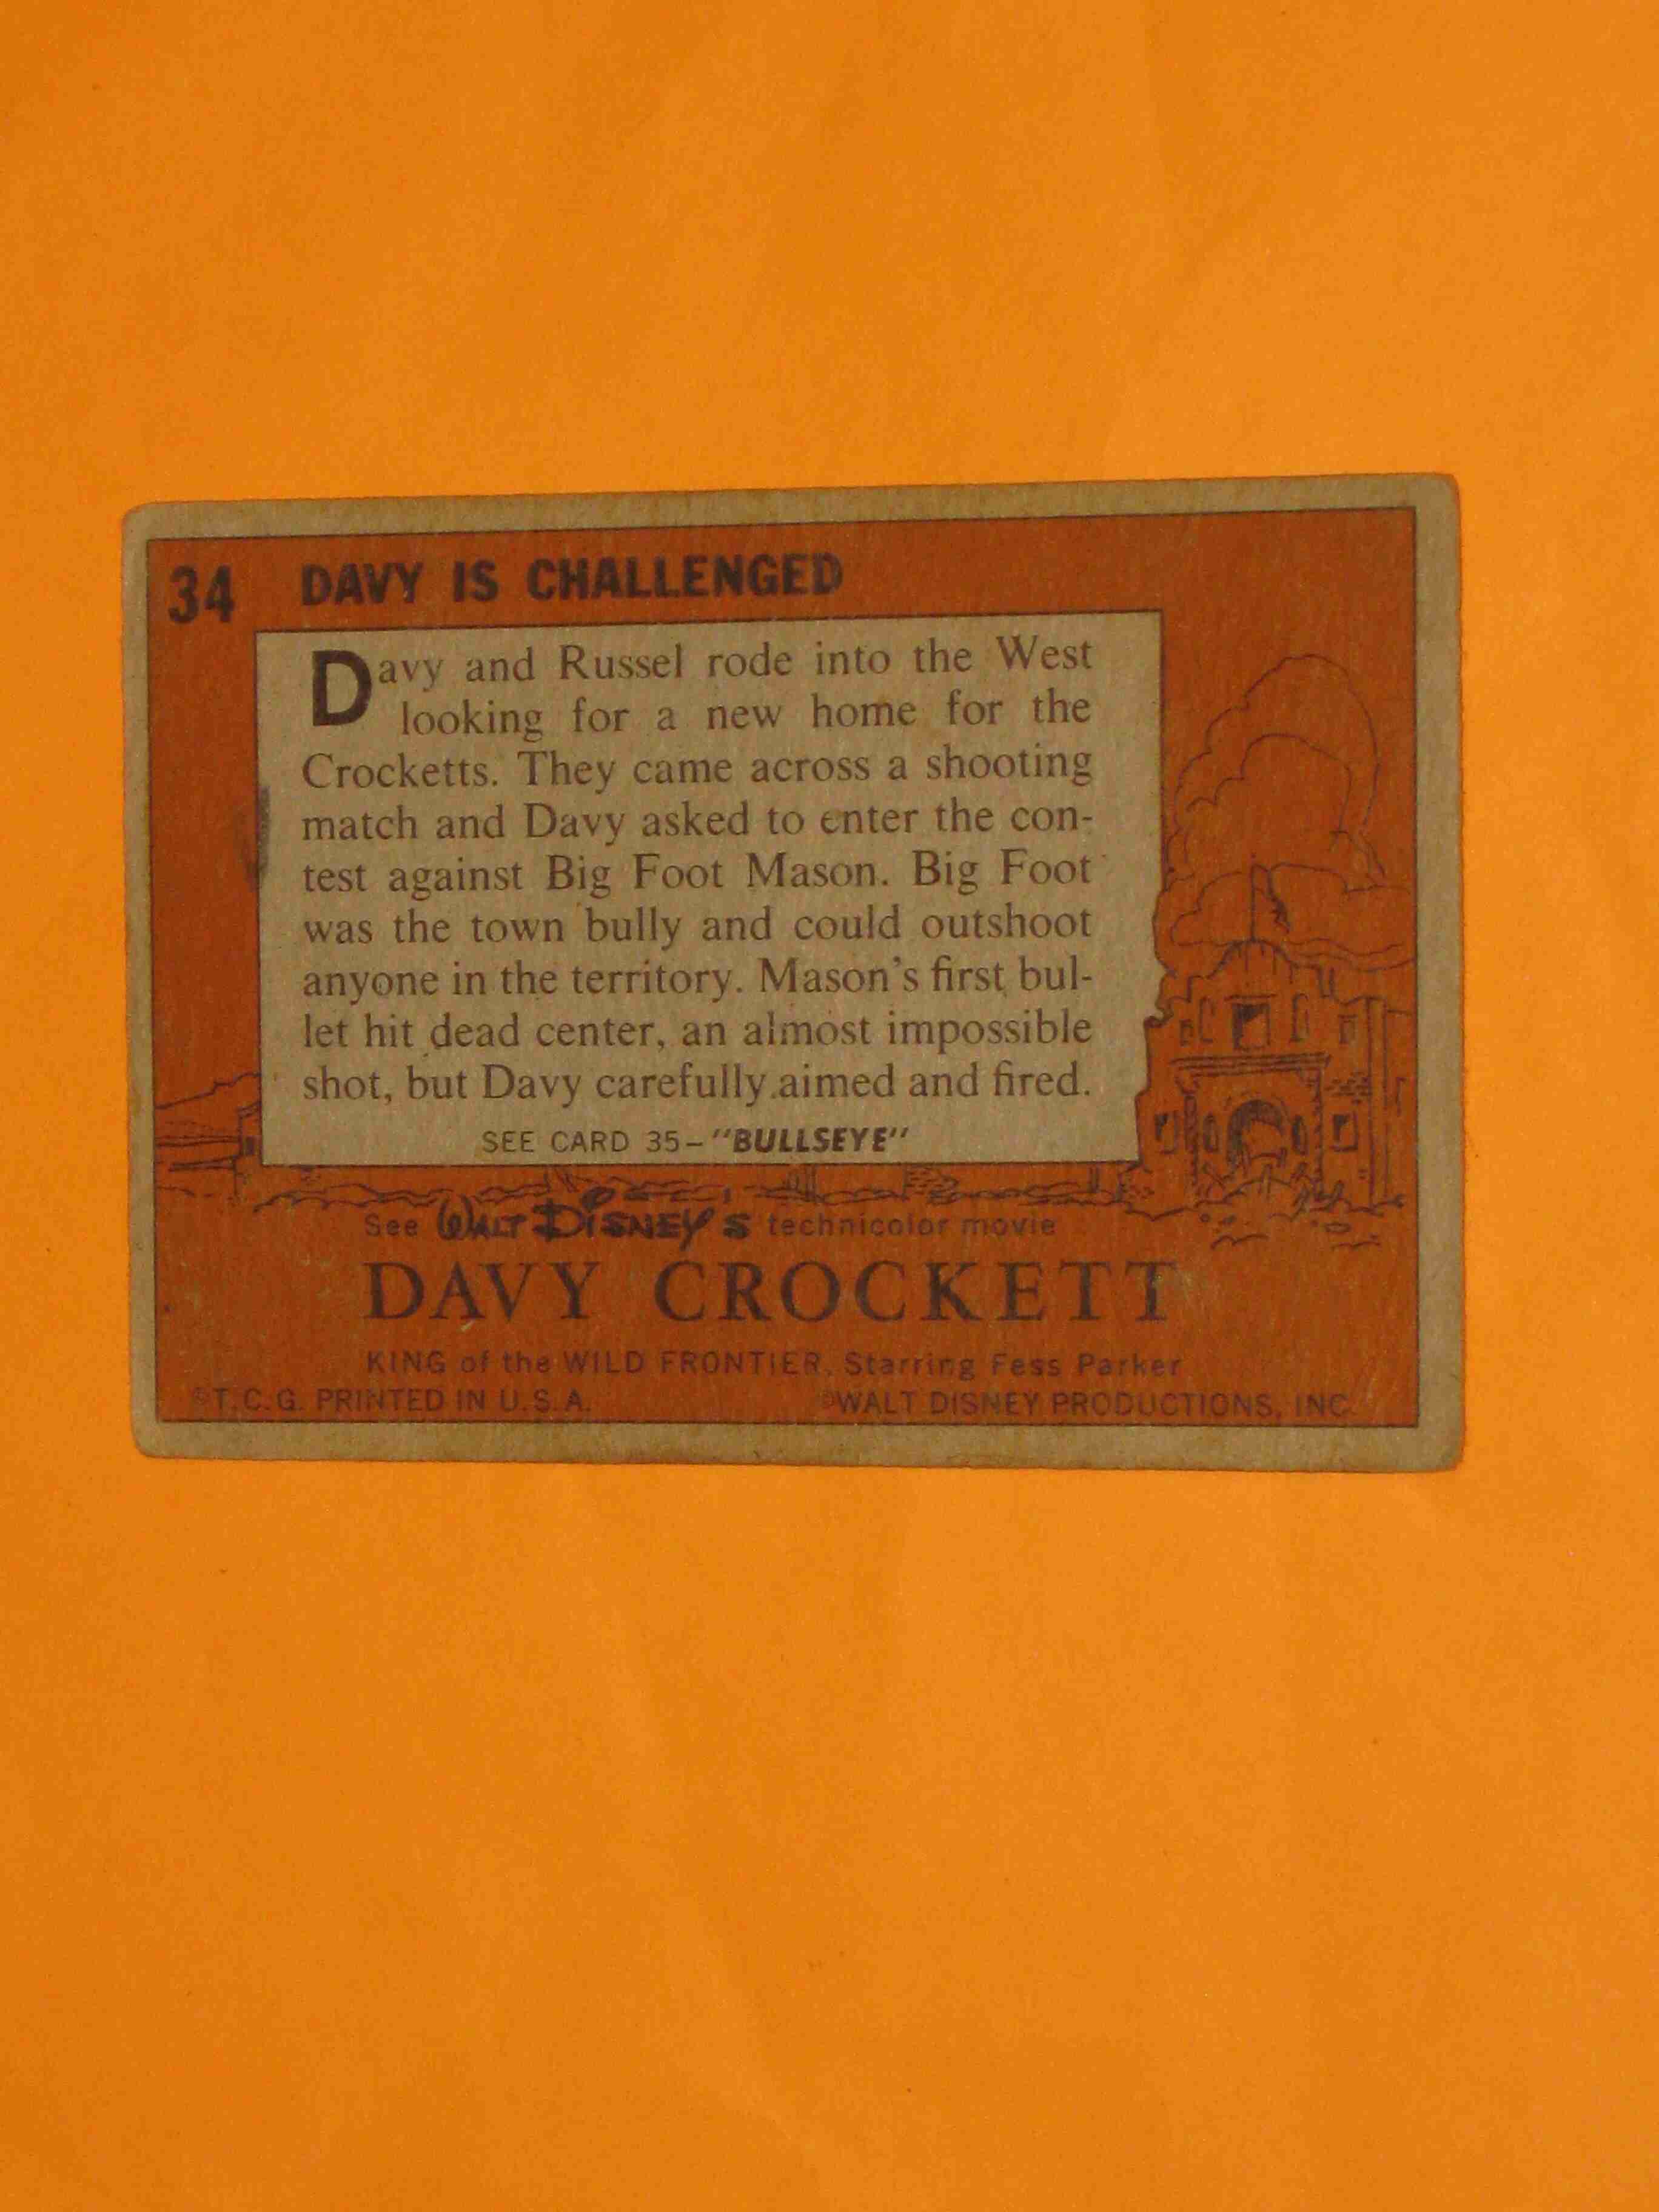 34 DAVY IS CHALLENGED
Davy and Russel rode into the West
looking for a new home for the
Crocketts. They came across a shooting
match and Davy asked to enter the con-
test against Big Foot Mason. Big Foot
was the town bully and could outshoot
anyone in the territory. Mason's first bul-
let hit dead center, an almost impossible
shot, but Davy carefully aimed and fired.
SEE CARD 35-"BULLSEYE"
See WALT DISNEY'S technicolor movie
DAVY CROCKETT
KING of the WILD FRONTIER, Starring Fess Parker
©T.C.G. PRINTED IN U.S.A. ©WALT DISNEY PRODUCTIONS, INC.